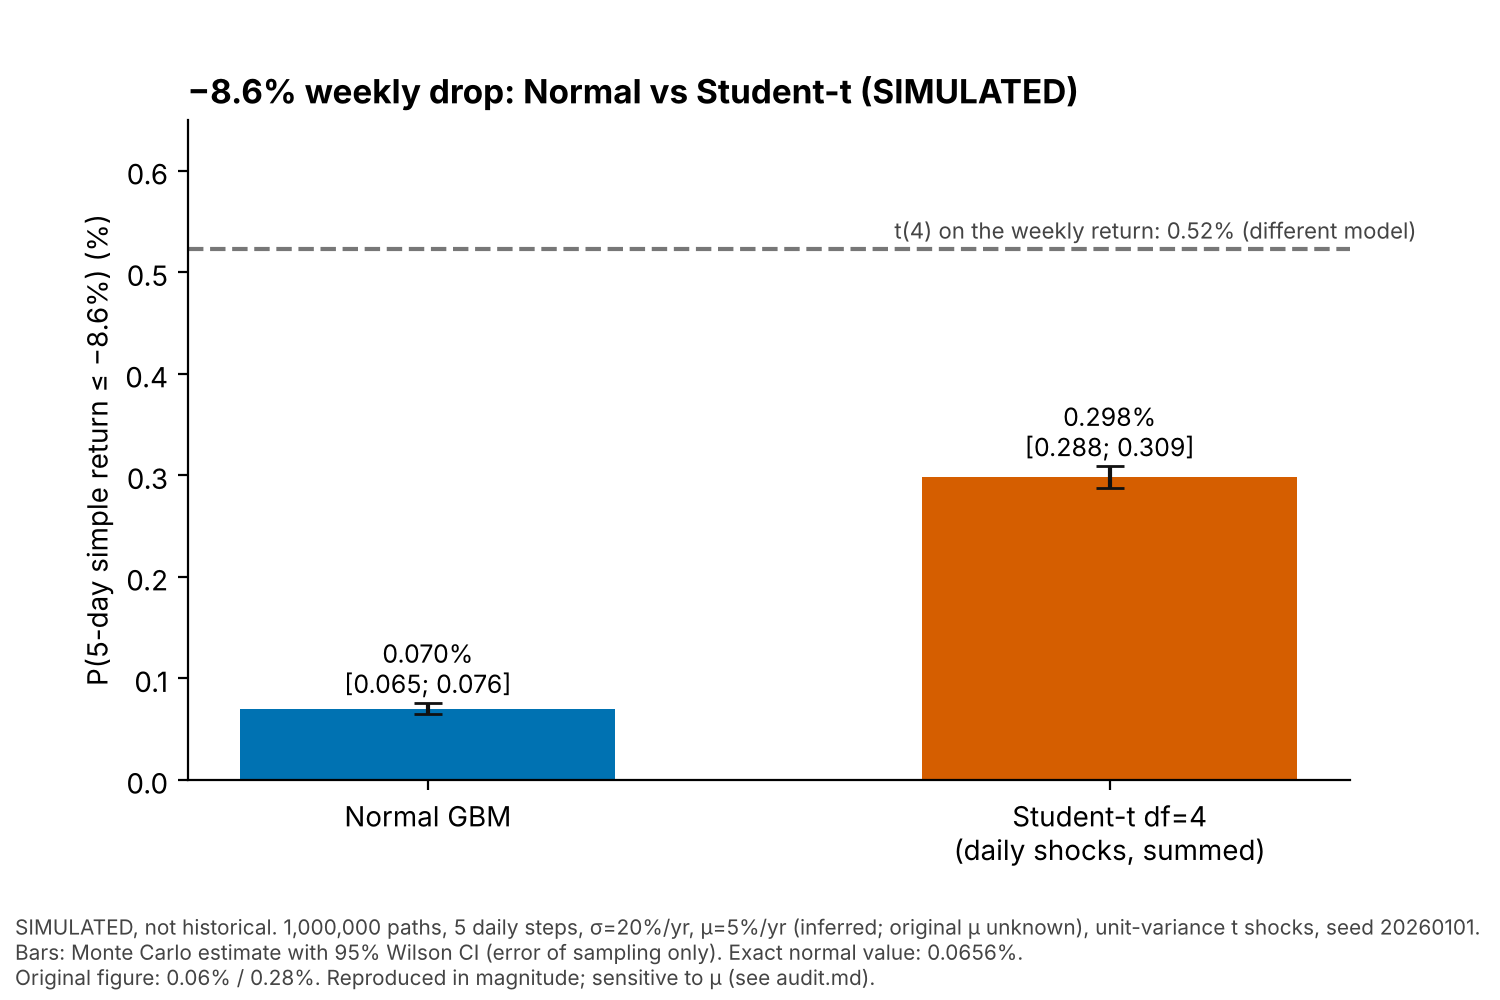 −8.6% weekly drop: Normal vs Student-t (SIMULATED)
P(5-day simple return ≤ −8.6%) (%)
0.6
0.5
0.4
0.3
0.2
0.1
0.0
t(4) on the weekly return: 0.52% (different model)
0.298%
[0.288; 0.309]
0.070%
[0.065; 0.076]
Normal GBM
Student-t df=4
(daily shocks, summed)
SIMULATED, not historical. 1,000,000 paths, 5 daily steps, σ=20%/yr, μ=5%/yr (inferred; original μ unknown), unit-variance t shocks, seed 20260101.
Bars: Monte Carlo estimate with 95% Wilson CI (error of sampling only). Exact normal value: 0.0656%.
Original figure: 0.06% / 0.28%. Reproduced in magnitude; sensitive to μ (see audit.md).